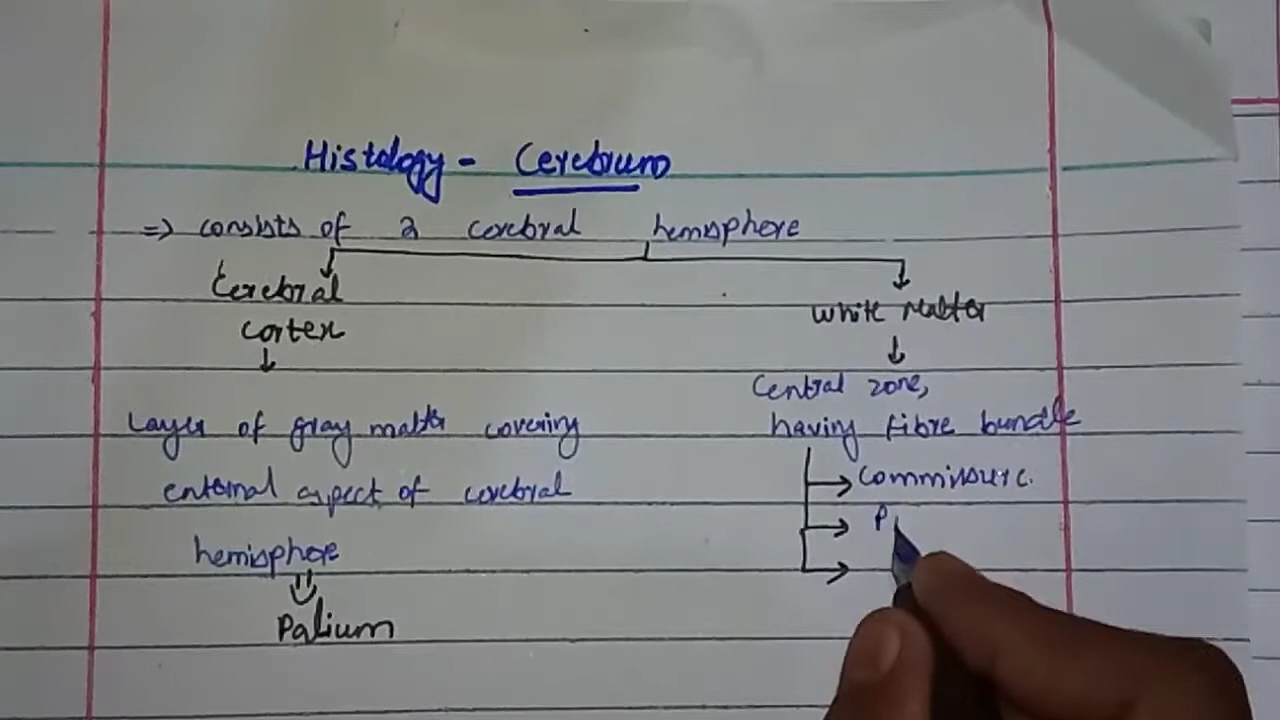 Histology - Cerebrum
⇒ consists of 2 cerebral hemisphere
Cerebral
cortex
↓
Layer of gray matter covering
external aspect of cerebral
hemisphere
Palium
White Matter
↓
Central zone,
having fibre bundle
→ Commissure.
→ P
→